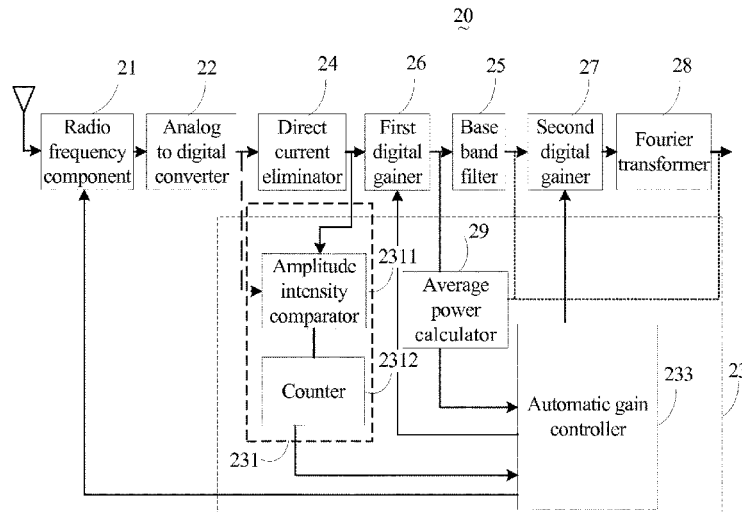 20
21
22
24
26
25
27
28
Radio
frequency
component
Analog
to digital
converter
Direct
current
eliminator
First
digital
gainer
Base
band
filter
Second
digital
gainer
Fourier
transformer
Amplitude
intensity
comparator
2311
29
Average
power
calculator
Counter
2312
231
Automatic gain
controller
233
23